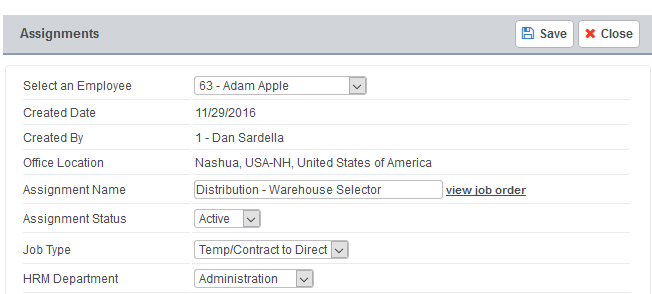 Assignments Save Close
Select an Employee 63 - Adam Apple
Created Date 11/29/2016
Created By 1 - Dan Sardella
Office Location Nashua, USA-NH, United States of America
Assignment Name Distribution - Warehouse Selector view job order
Assignment Status Active
Job Type Temp/Contract to Direct
HRM Department Administration